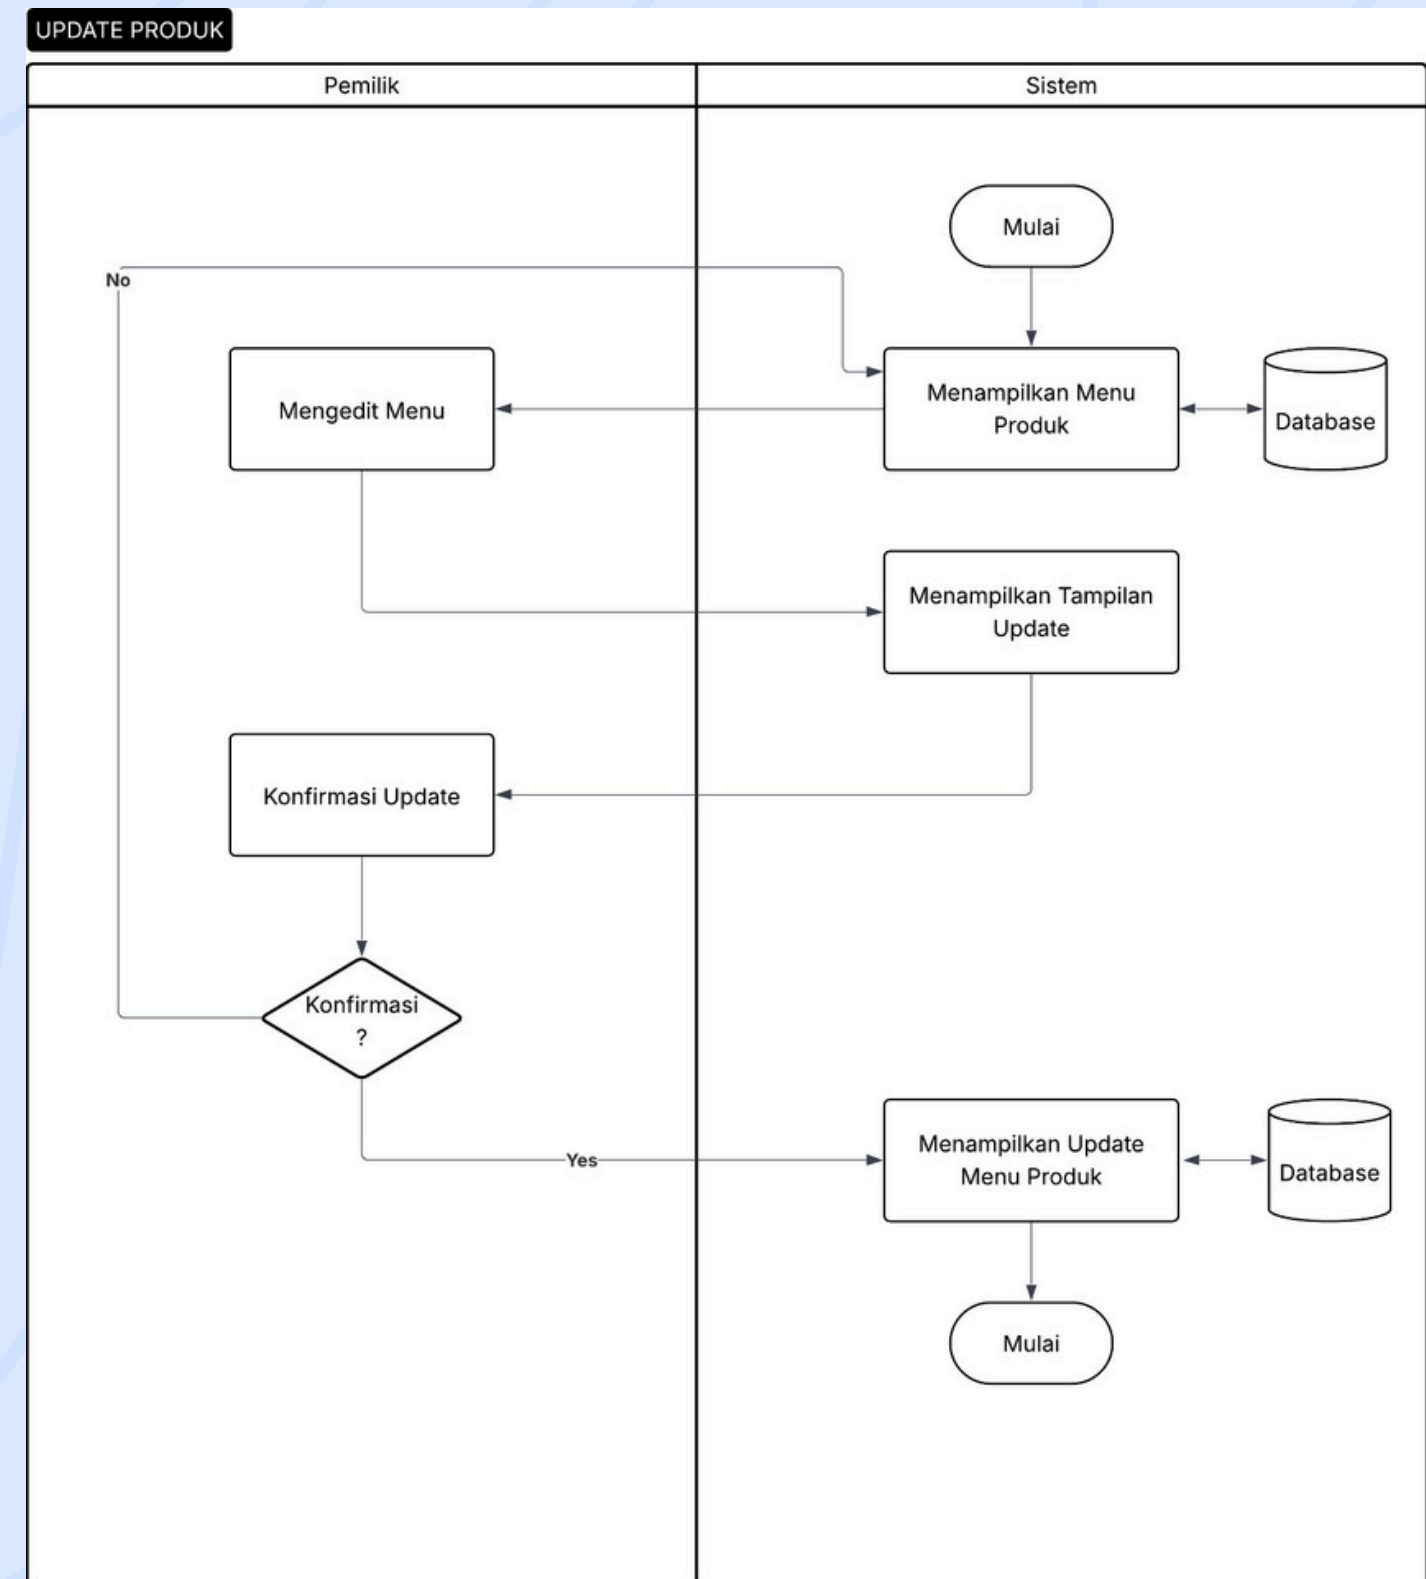 UPDATE PRODUK
Pemilik
Sistem
Mulai
No
Mengedit Menu
Menampilkan Menu
Produk
Database
Menampilkan Tampilan
Update
Konfirmasi Update
Konfirmasi
?
Yes
Menampilkan Update
Menu Produk
Database
Mulai